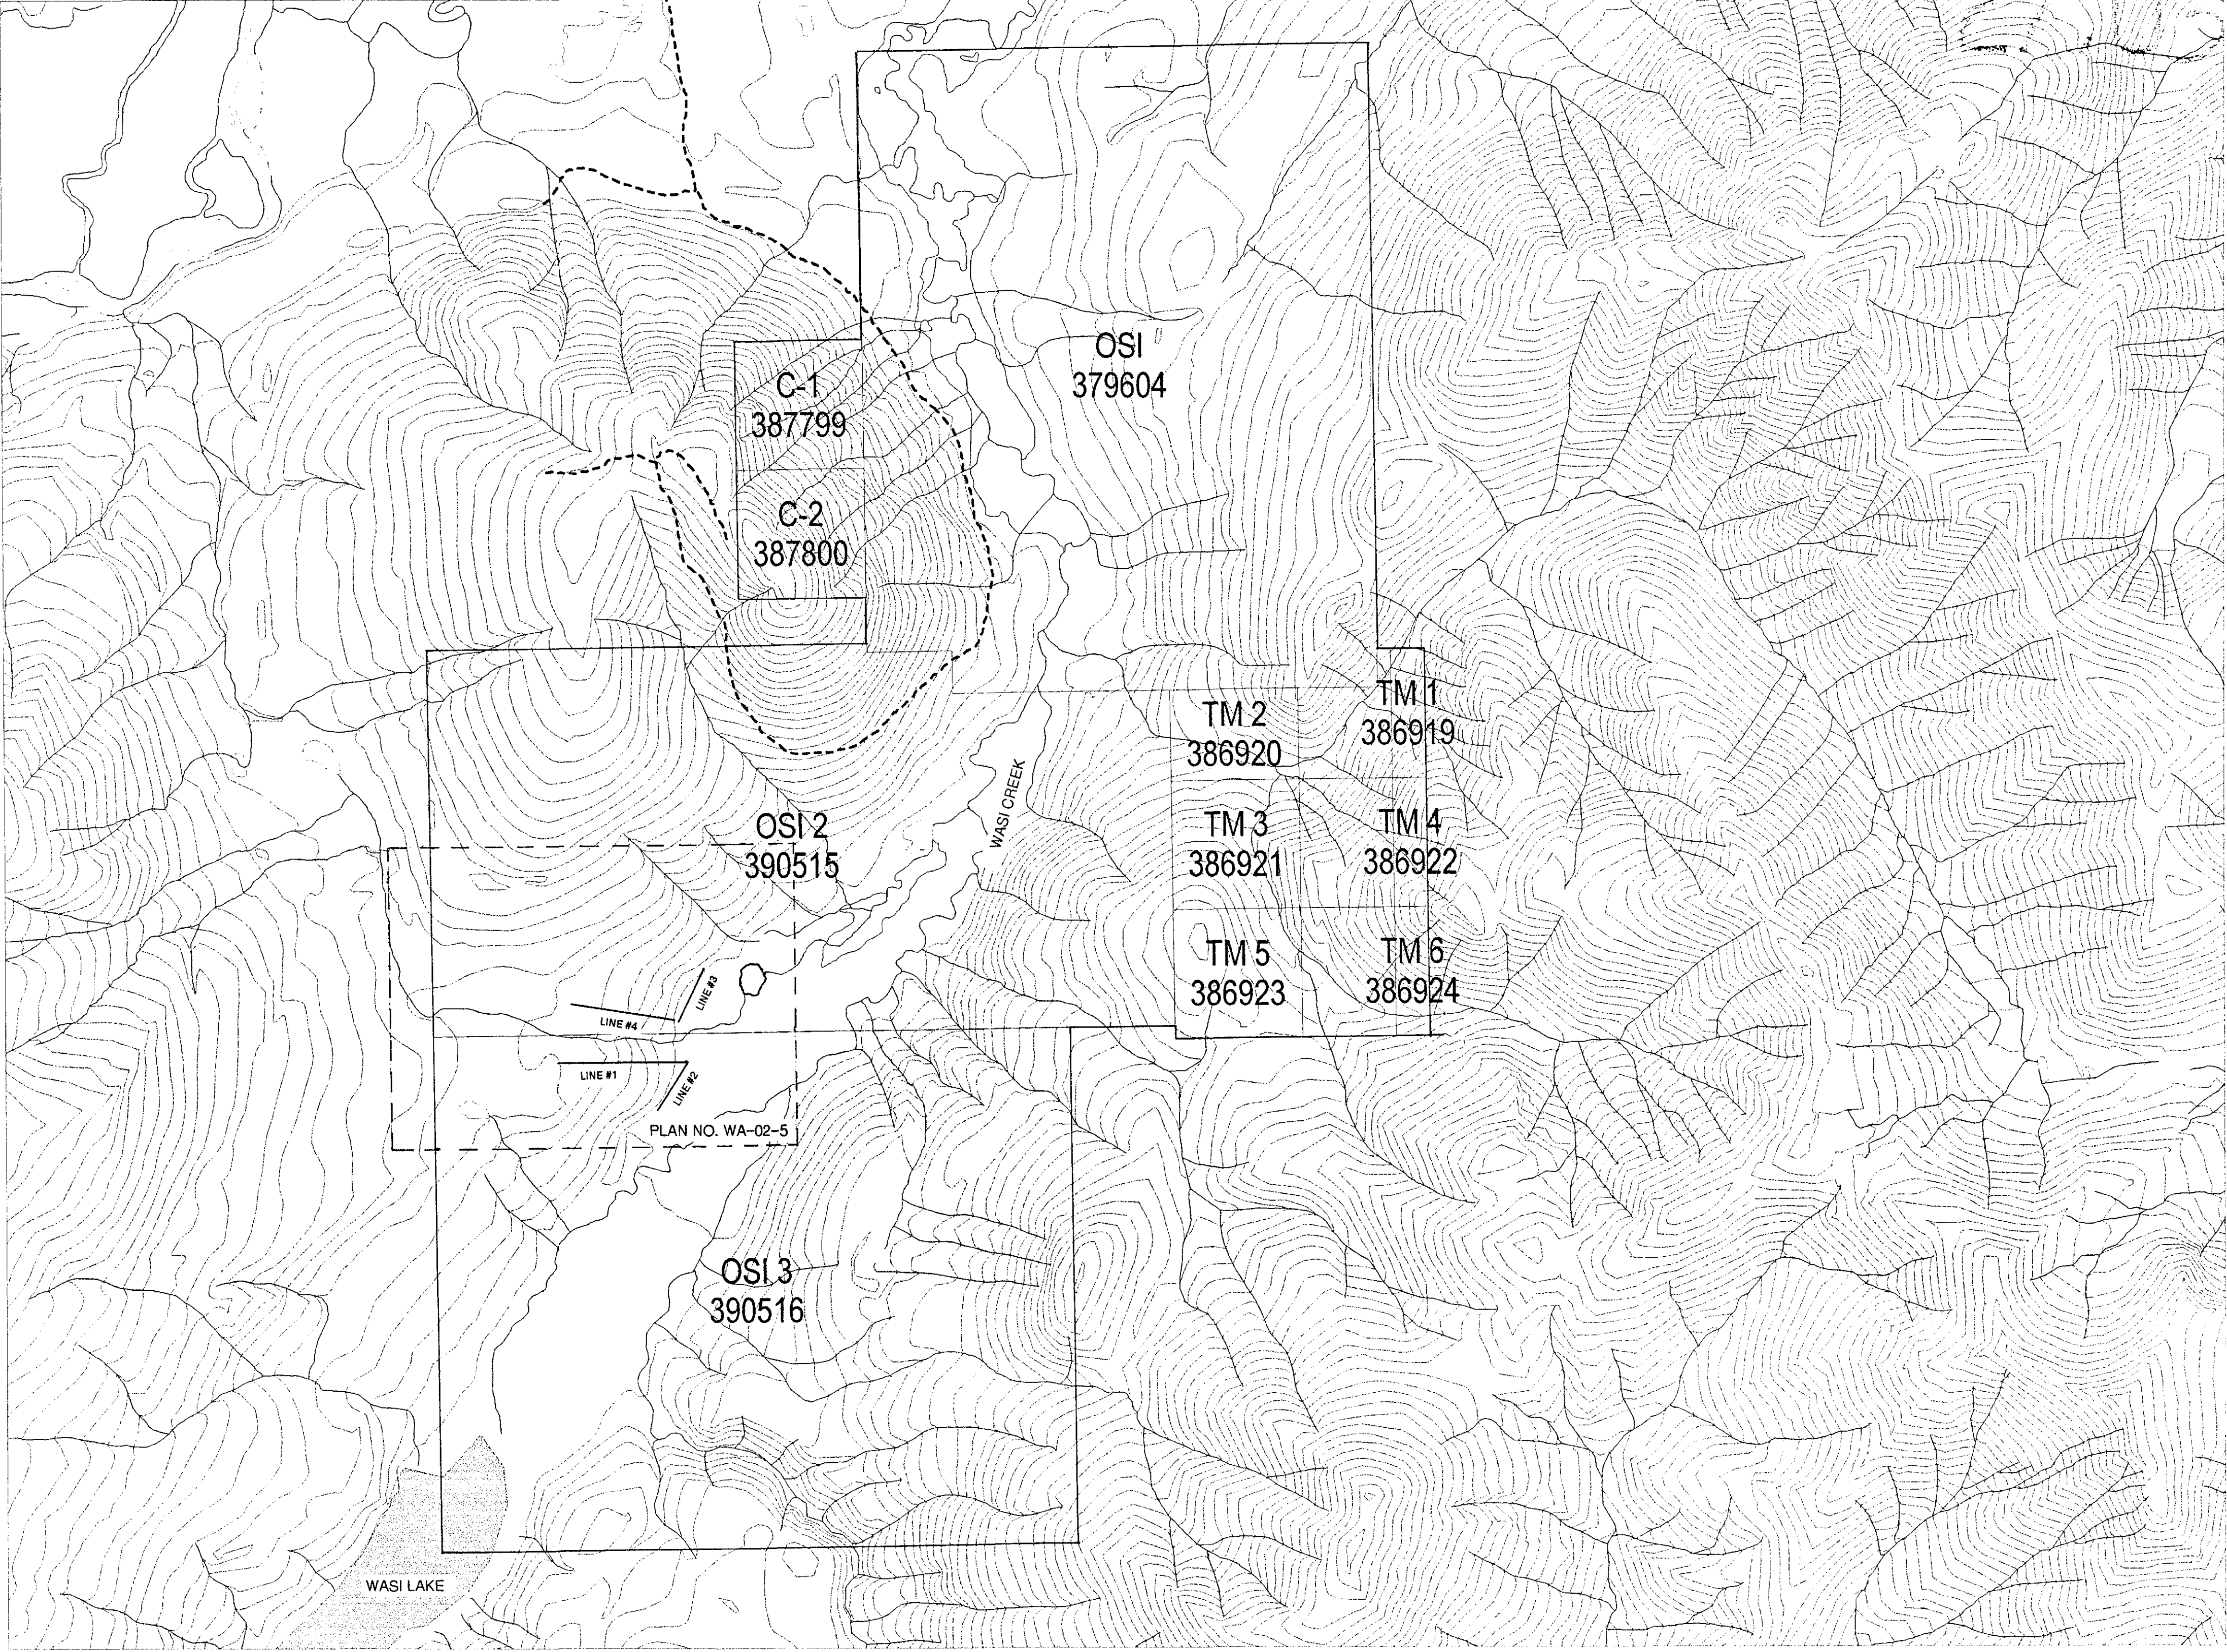 OSI
379604
C-1
387799
C-2
387800
TM 1
386919
TM 2
386920
WASI CREEK
OSI 2
390515
TM 3
386921
TM 4
386922
TM 5
386923
TM 6
386924
LINE #3
LINE #4
LINE #1
LINE #2
PLAN NO. WA-02-5
OSI 3
390516
WASI LAKE